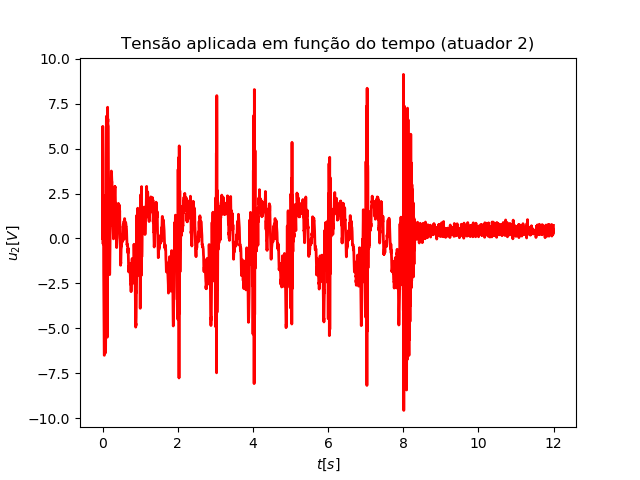 Tensão aplicada em função do tempo (atuador 2)
10.0
7.5
5.0
2.5
0.0
−2.5
−5.0
−7.5
−10.0
u₂[V]
0 2 4 6 8 10 12
t[s]